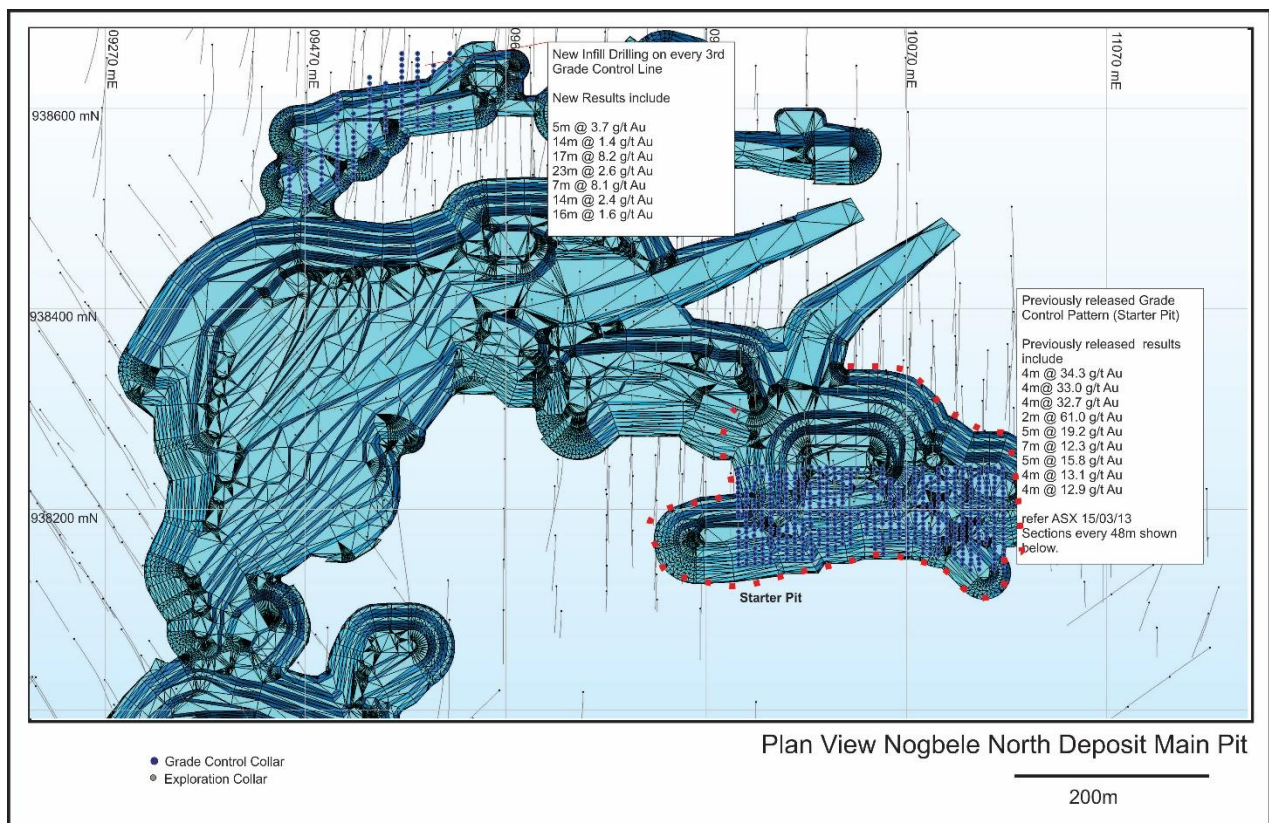 09270 mE
09470 mE
10070 mE
11070 mE
New Infill Drilling on every 3rd
Grade Control Line
New Results include
5m @ 3.7 g/t Au
14m @ 1.4 g/t Au
17m @ 8.2 g/t Au
23m @ 2.6 g/t Au
7m @ 8.1 g/t Au
14m @ 2.4 g/t Au
16m @ 1.6 g/t Au
938600 mN
938400 mN
938200 mN
Previously released Grade
Control Pattern (Starter Pit)
Previously released results
include
4m @ 34.3 g/t Au
4m@ 33.0 g/t Au
4m@ 32.7 g/t Au
2m @ 61.0 g/t Au
5m @ 19.2 g/t Au
7m @ 12.3 g/t Au
5m @ 15.8 g/t Au
4m @ 13.1 g/t Au
4m @ 12.9 g/t Au
refer ASX 15/03/13
Sections every 48m shown
below.
Starter Pit
Plan View Nogbele North Deposit Main Pit
Grade Control Collar
Exploration Collar
200m